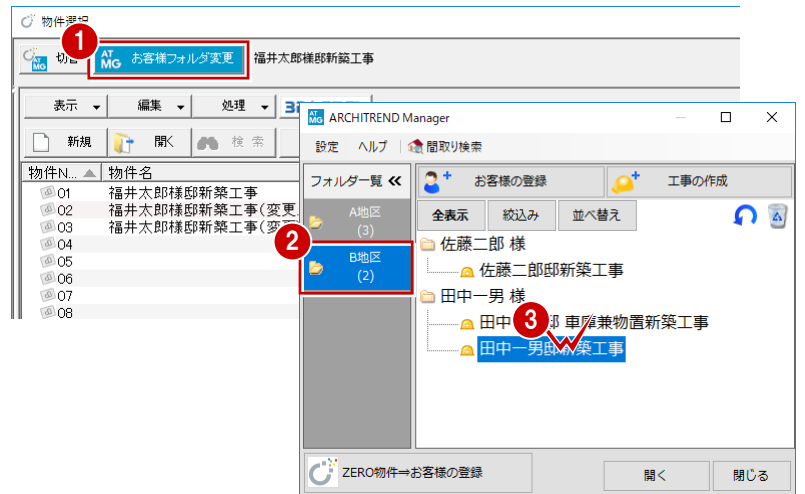 物件選択
1
切替
AT MG お客様フォルダ変更
福井太郎様邸新築工事
表示 編集 処理
新規 開く 検索
物件N... 物件名
01 福井太郎様邸新築工事
02 福井太郎様邸新築工事(変更
03 福井太郎様邸新築工事(変
04
05
06
07
08
ARCHITREND Manager
設定 ヘルプ 間取り検索
フォルダ一覧 お客様の登録 工事の作成
A地区
(3)
2
B地区
(2)
全表示 絞込み 並べ替え
佐藤二郎 様
佐藤二郎邸新築工事
田中一男 様
3
田中 邸 車庫兼物置新築工事
田中一男邸新築工事
ZERO物件⇒お客様の登録
開く 閉じる